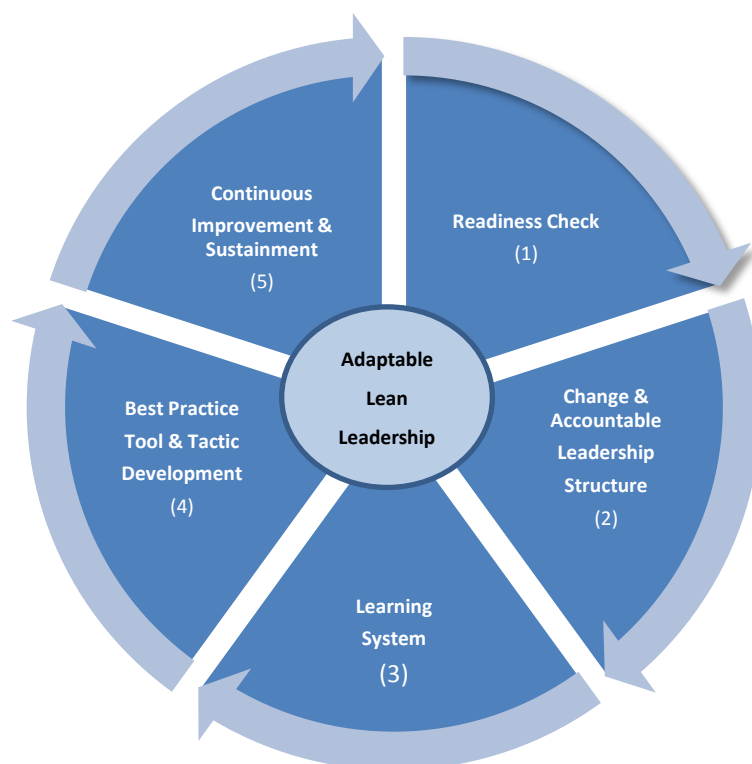 Continuous
Improvement &
Sustainment
(5)
Readiness Check
(1)
Adaptable
Lean
Leadership
Best Practice
Tool & Tactic
Development
(4)
Change &
Accountable
Leadership
Structure
(2)
Learning
System
(3)